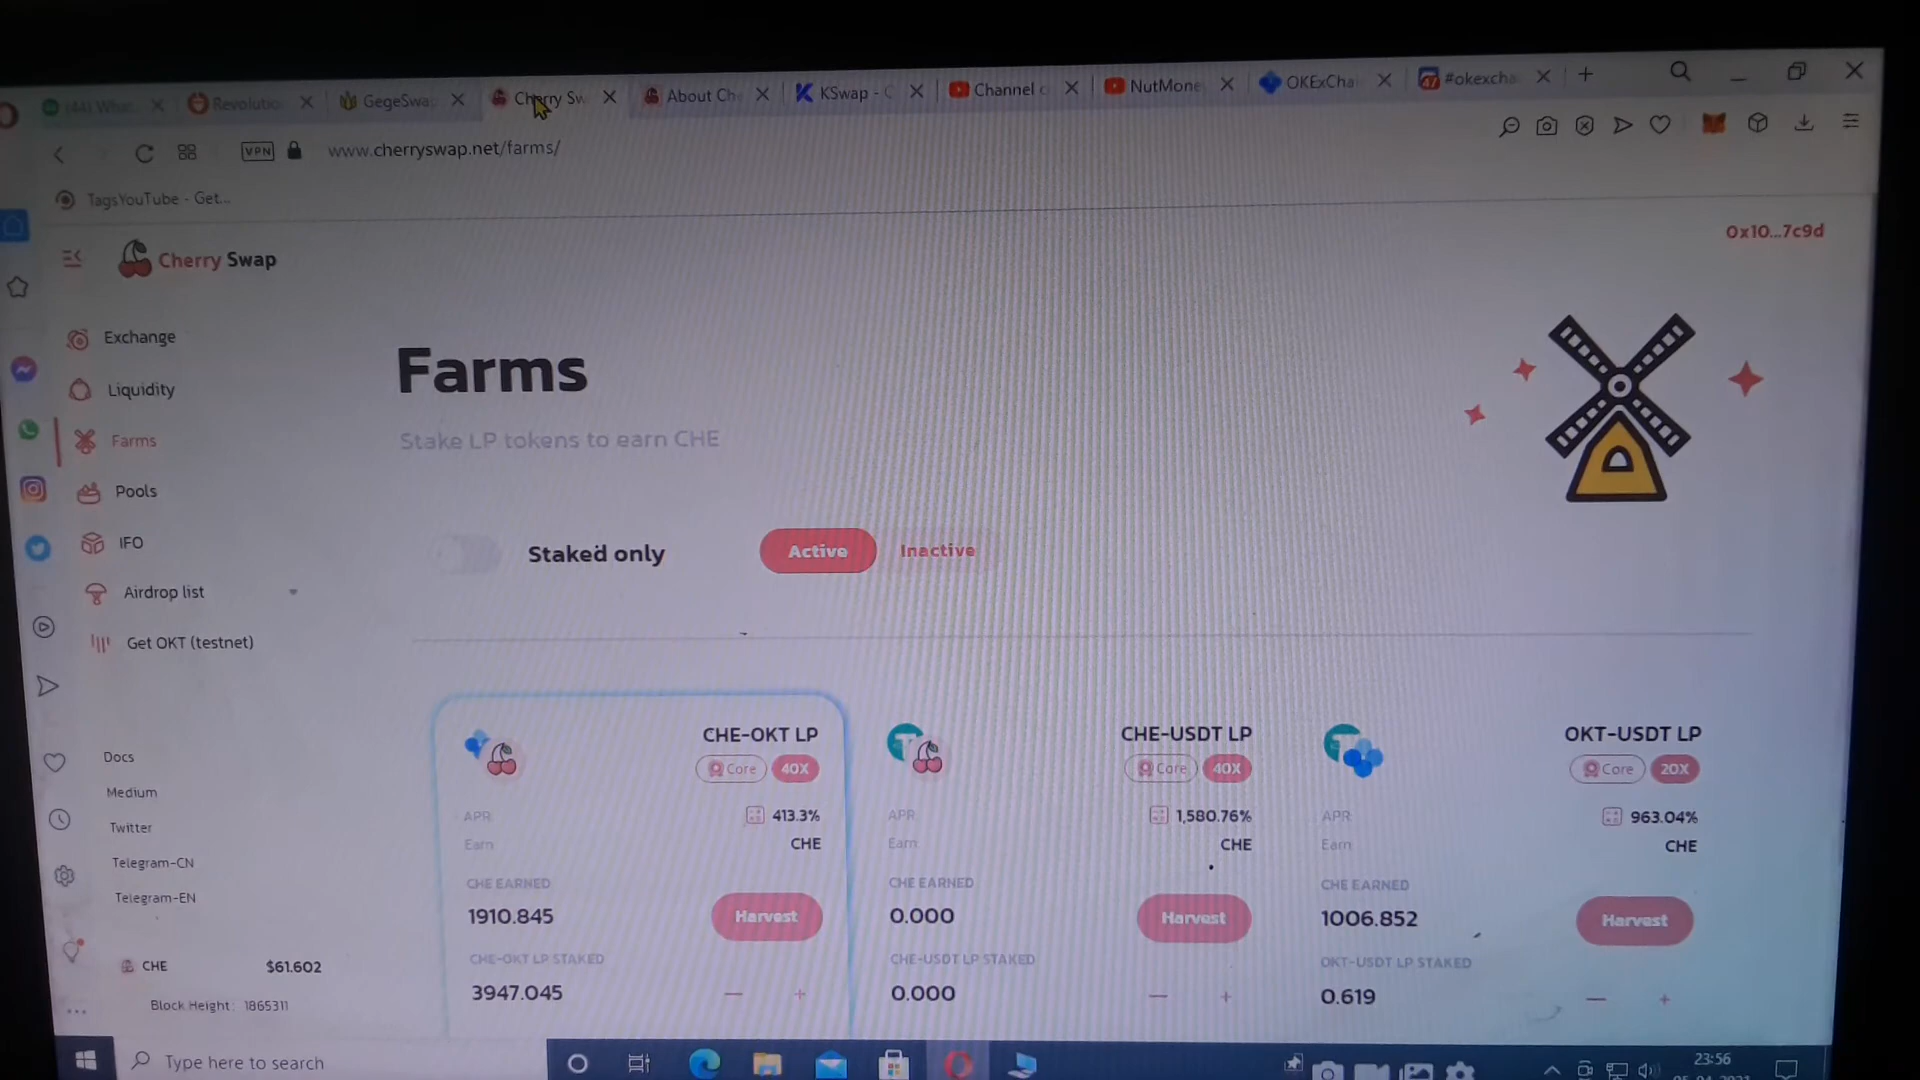 Revolutio
GegeSwa
Cherry Sw
About Che
KSwap - C
Channel c
NutMone
OKExCha
#okexcha
VPN
www.cherryswap.net/farms/
TagsYouTube - Get...
Cherry Swap
0x10...7c9d
Exchange
Liquidity
Farms
Pools
IFO
Airdrop list
Get OKT (testnet)
Docs
Medium
Twitter
Telegram-CN
Telegram-EN
CHE $61.602
Block Height: 1865311
Farms
Stake LP tokens to earn CHE
Staked only
Active
Inactive
CHE-OKT LP
Core 40X
APR 413.3%
Earn CHE
CHE EARNED
1910.845
Harvest
CHE-OKT LP STAKED
3947.045
CHE-USDT LP
Core 40X
APR 1,580.76%
Earn CHE
CHE EARNED
0.000
Harvest
CHE-USDT LP STAKED
0.000
OKT-USDT LP
Core 20X
APR 963.04%
Earn CHE
CHE EARNED
1006.852
Harvest
OKT-USDT LP STAKED
0.619
Type here to search
23:56